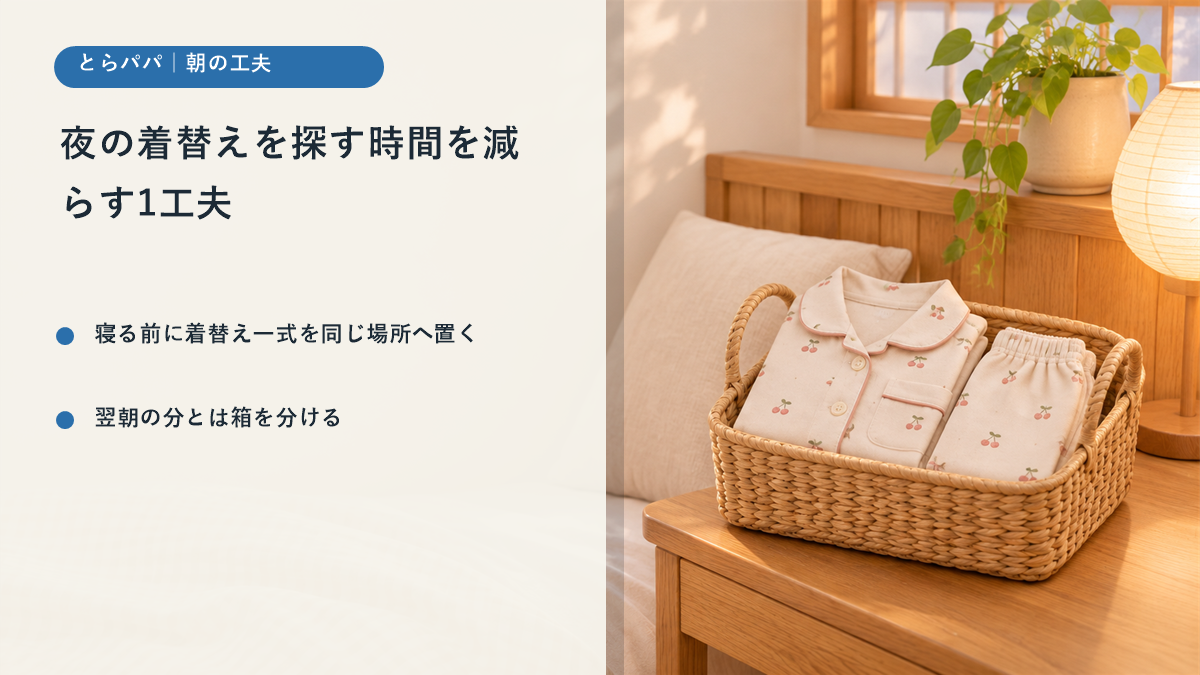 とらパパ｜朝の工夫
夜の着替えを探す時間を減
らす1工夫
寝る前に着替え一式を同じ場所へ置く
翌朝の分とは箱を分ける